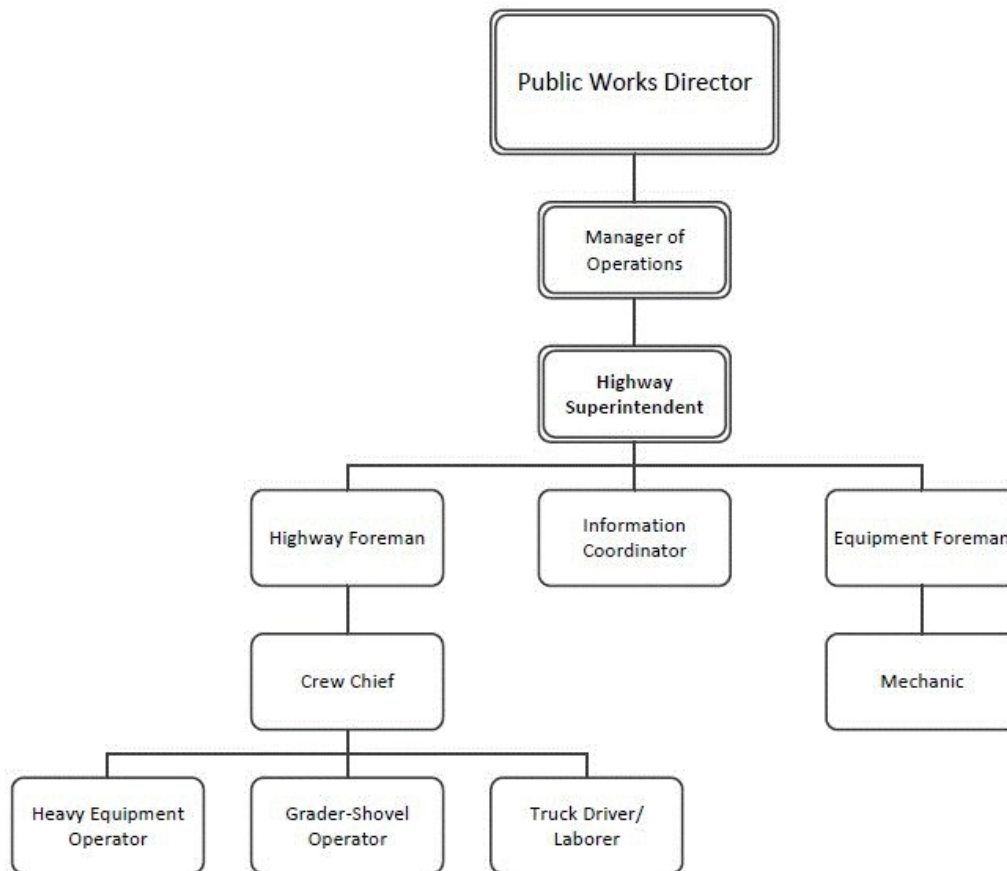 Public Works Director
Manager of
Operations
Highway
Superintendent
Highway Foreman
Information
Coordinator
Equipment Foreman
Crew Chief
Mechanic
Heavy Equipment
Operator
Grader-Shovel
Operator
Truck Driver/
Laborer